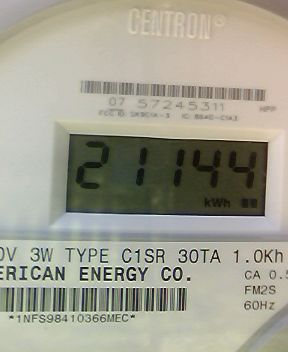 CENTRON®
07 57245311
HPP
21144
kWh
0V 3W TYPE C1SR 30TA 1.0Kh
ERICAN ENERGY CO.
CA 0.5
FM2S
60Hz
*1NFS98410366MEC*